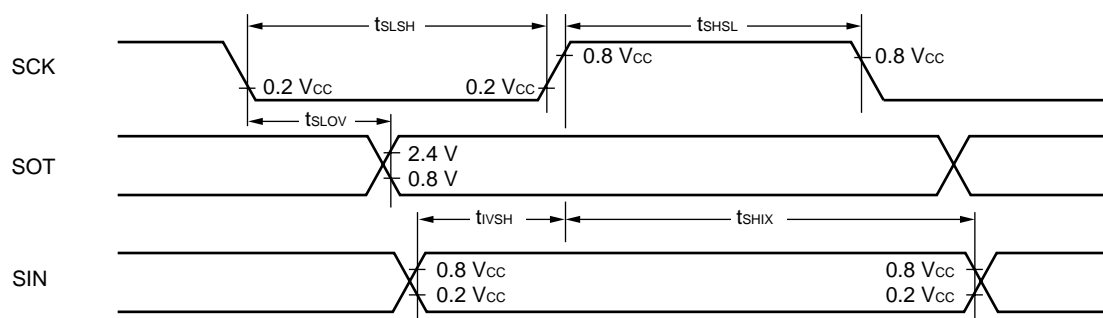 tSLSH
tSHSL
SCK
0.8 VCC
0.8 VCC
0.2 VCC
0.2 VCC
tSLOV
SOT
2.4 V
0.8 V
tIVSH
tSHIX
SIN
0.8 VCC
0.8 VCC
0.2 VCC
0.2 VCC